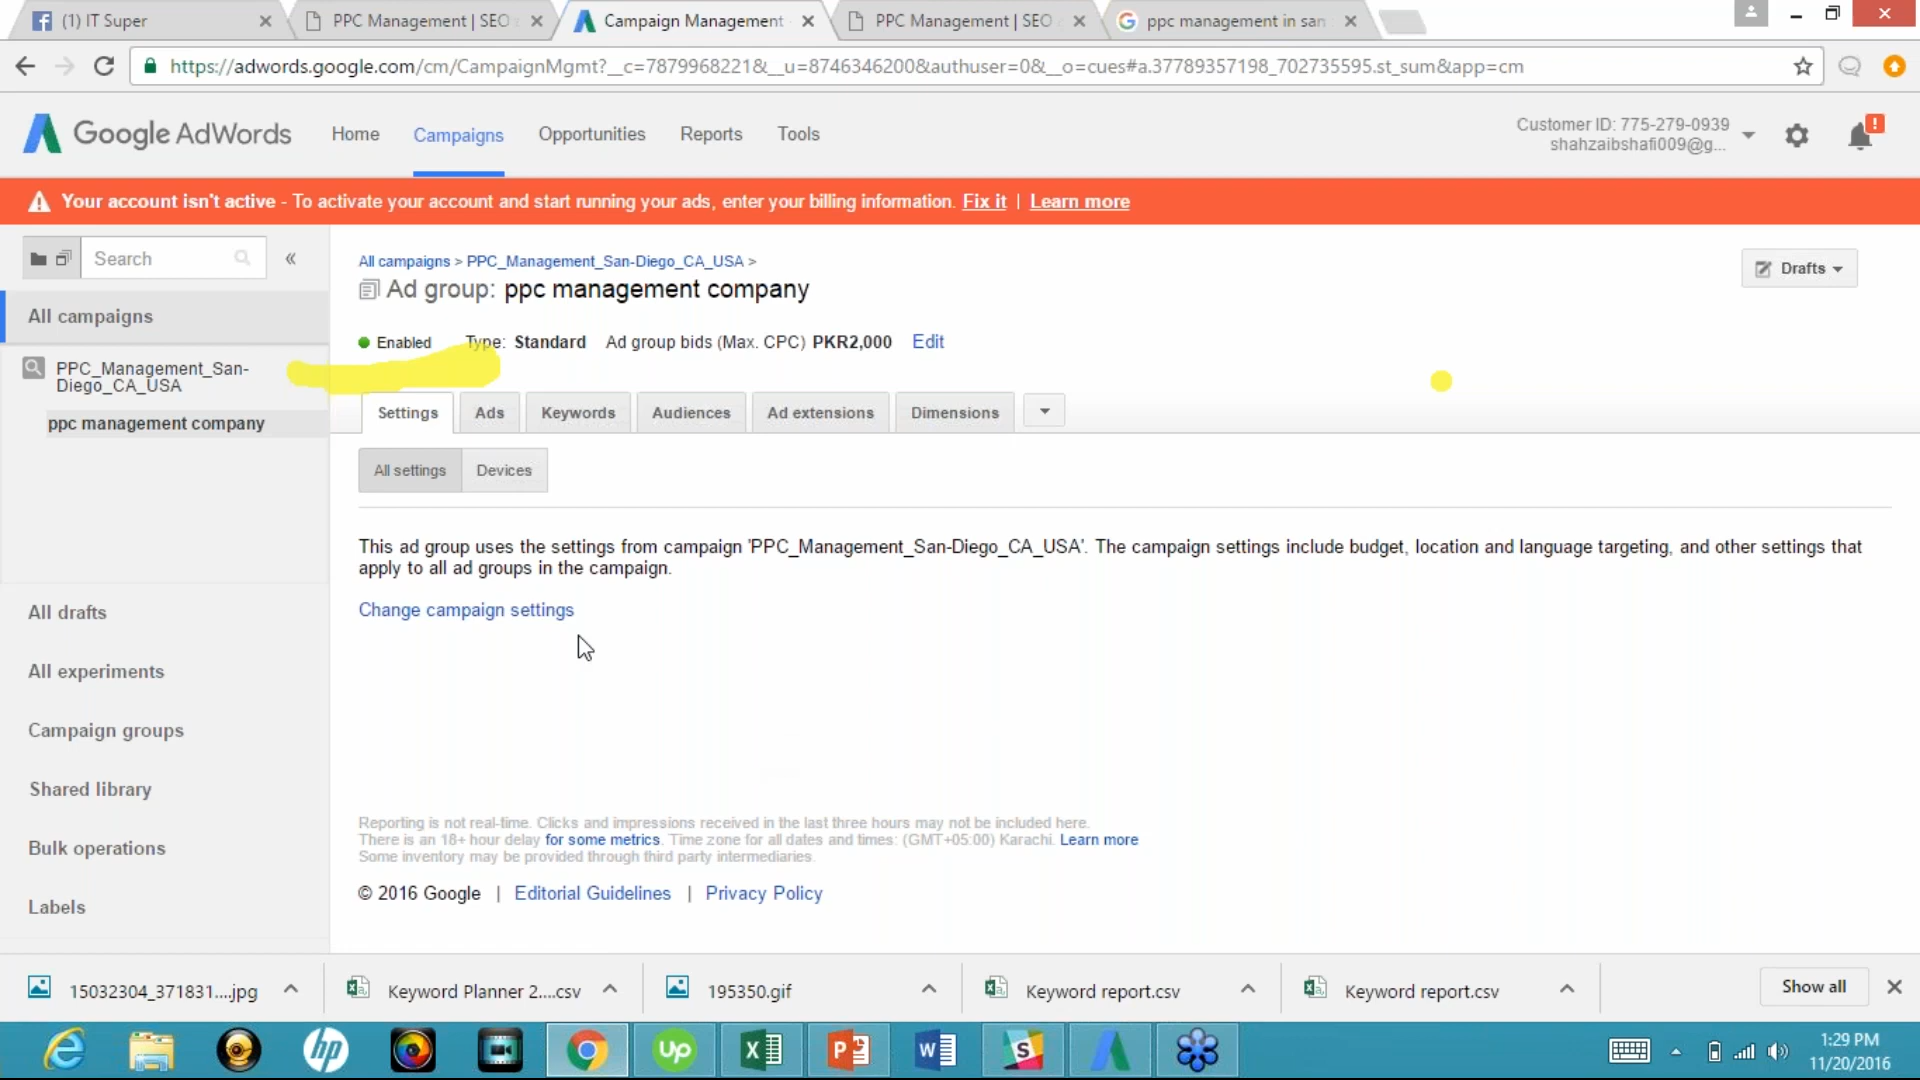 (1) IT Super
PPC Management | SEO
Campaign Management
PPC Management | SEO
ppc management in san
https://adwords.google.com/cm/CampaignMgmt?__c=7879968221&__u=8746346200&authuser=0&__o=cues#a.37789357198_702735595.st_sum&app=cm
Google AdWords
Home
Campaigns
Opportunities
Reports
Tools
Customer ID: 775-279-0939
shahzaibshafi009@g...
!
Your account isn't active - To activate your account and start running your ads, enter your billing information. Fix it | Learn more
Search
«
All campaigns > PPC_Management_San-Diego_CA_USA >
Drafts
Ad group: ppc management company
All campaigns
Enabled Type: Standard Ad group bids (Max. CPC) PKR2,000 Edit
PPC_Management_San-
Diego_CA_USA
ppc management company
Settings
Ads
Keywords
Audiences
Ad extensions
Dimensions
All settings
Devices
This ad group uses the settings from campaign 'PPC_Management_San-Diego_CA_USA'. The campaign settings include budget, location and language targeting, and other settings that
apply to all ad groups in the campaign.
Change campaign settings
All drafts
All experiments
Campaign groups
Shared library
Bulk operations
Labels
Reporting is not real-time. Clicks and impressions received in the last three hours may not be included here.
There is an 18+ hour delay for some metrics. Time zone for all dates and times: (GMT+05:00) Karachi. Learn more
Some inventory may be provided through third party intermediaries.
© 2016 Google | Editorial Guidelines | Privacy Policy
15032304_371831....jpg
Keyword Planner 2....csv
195350.gif
Keyword report.csv
Keyword report.csv
Show all
hp
Up
X
P
W
S
1:29 PM
11/20/2016